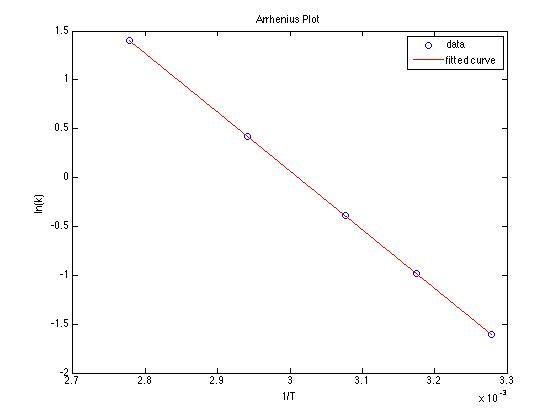 Arrhenius Plot
1.5
data
fitted curve
1
0.5
0
ln(k)
-0.5
-1
-1.5
-2
2.7 2.8 2.9 3 3.1 3.2 3.3
1/T
x 10⁻³